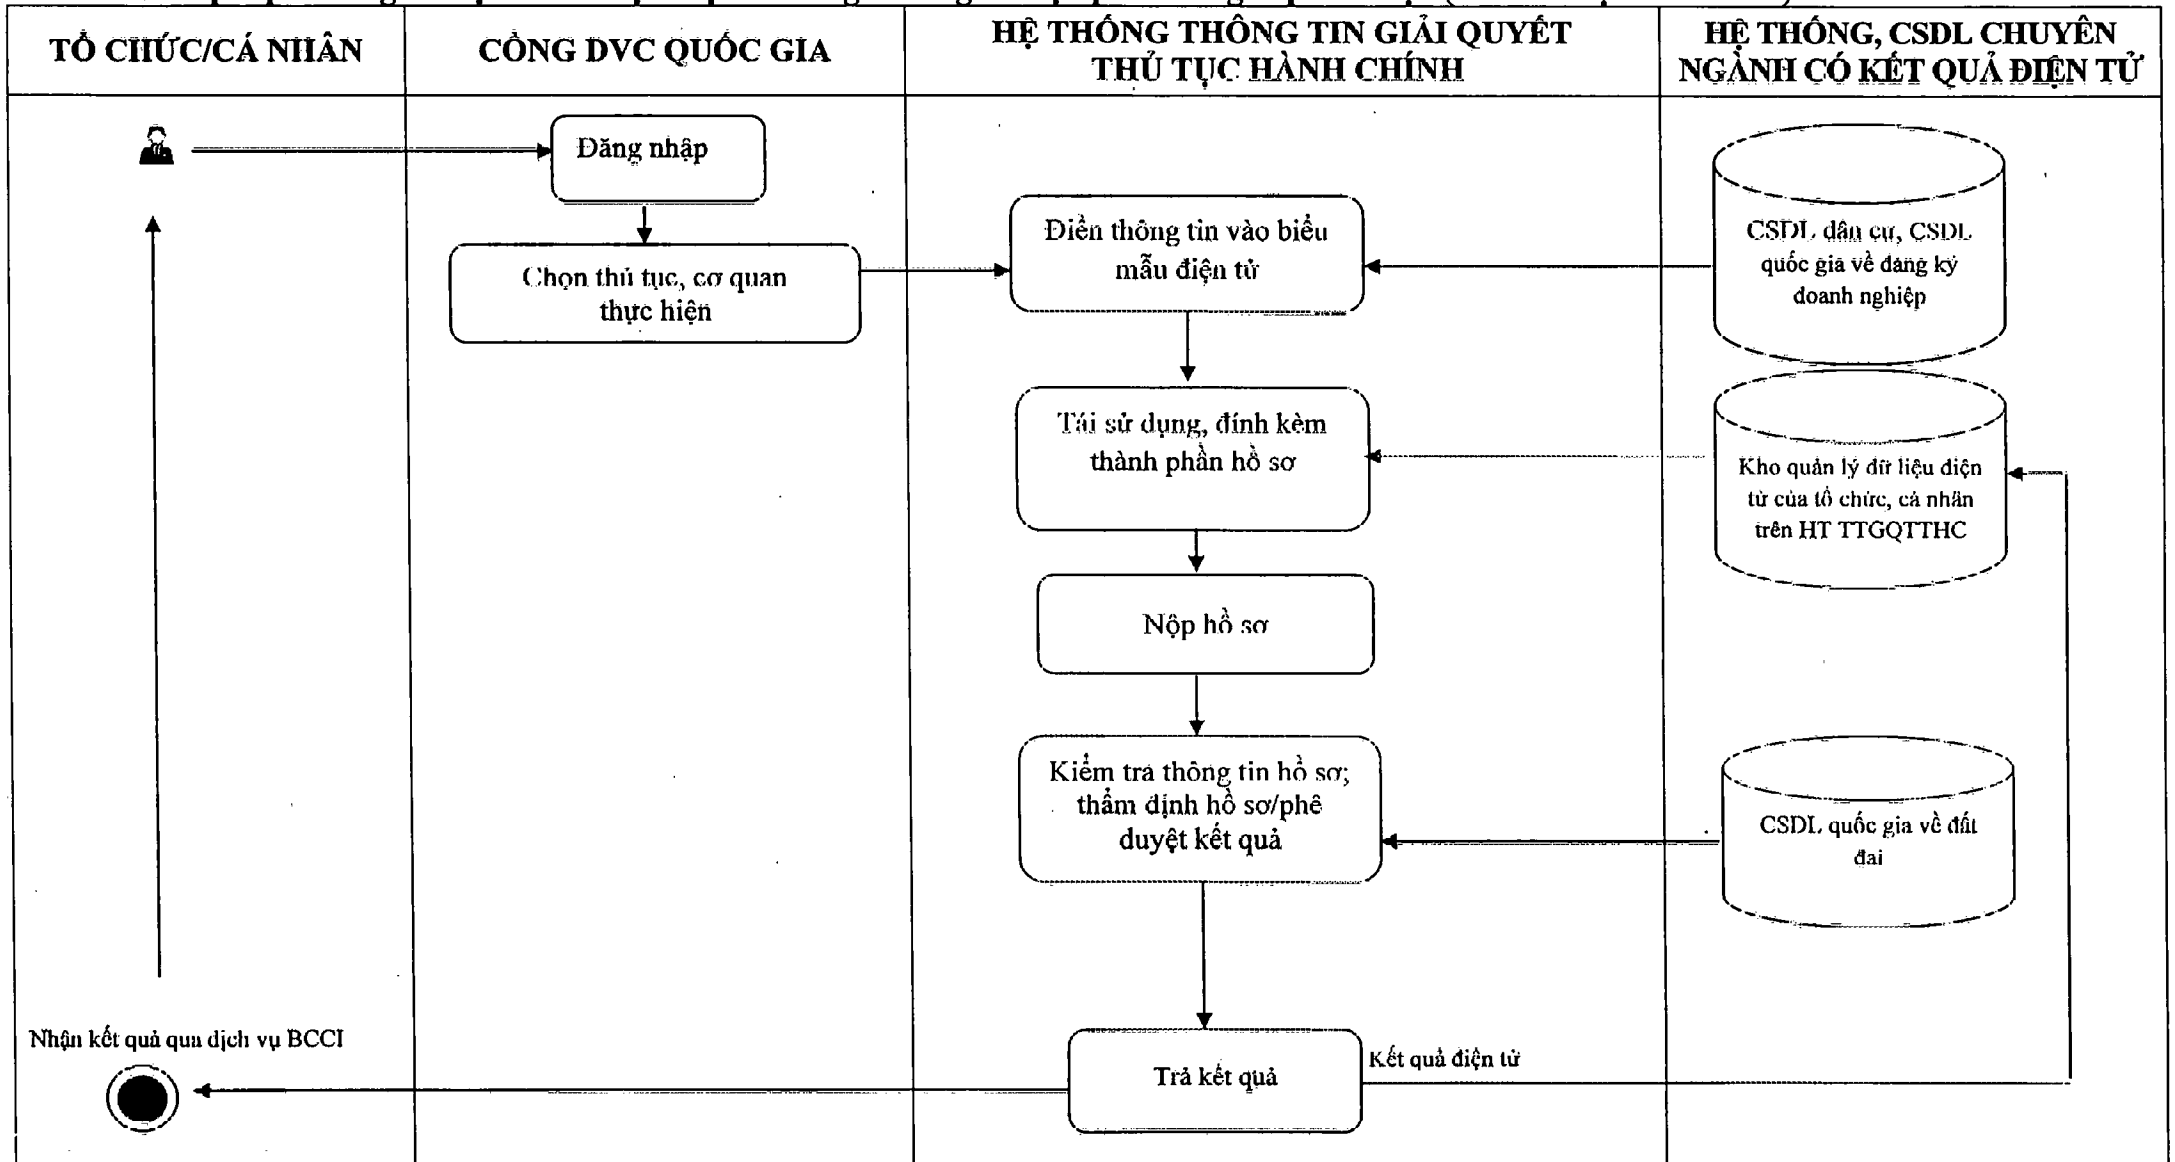 TỔ CHỨC/CÁ NHÂN
CỔNG DVC QUỐC GIA
HỆ THỐNG THÔNG TIN GIẢI QUYẾT
THỦ TỤC HÀNH CHÍNH
HỆ THỐNG, CSDL CHUYÊN
NGÀNH CÓ KẾT QUẢ ĐIỆN TỬ
Đăng nhập
Chọn thủ tục, cơ quan
thực hiện
Điền thông tin vào biểu
mẫu điện tử
CSDL dân cư, CSDL
quốc gia về đăng ký
doanh nghiệp
Tái sử dụng, đính kèm
thành phần hồ sơ
Kho quản lý dữ liệu điện
tử của tổ chức, cá nhân
trên HT TTGQTTHC
Nộp hồ sơ
Kiểm tra thông tin hồ sơ;
thẩm định hồ sơ/phê
duyệt kết quả
CSDL quốc gia về đất
đai
Nhận kết quả qua dịch vụ BCCI
Trả kết quả
Kết quả điện tử